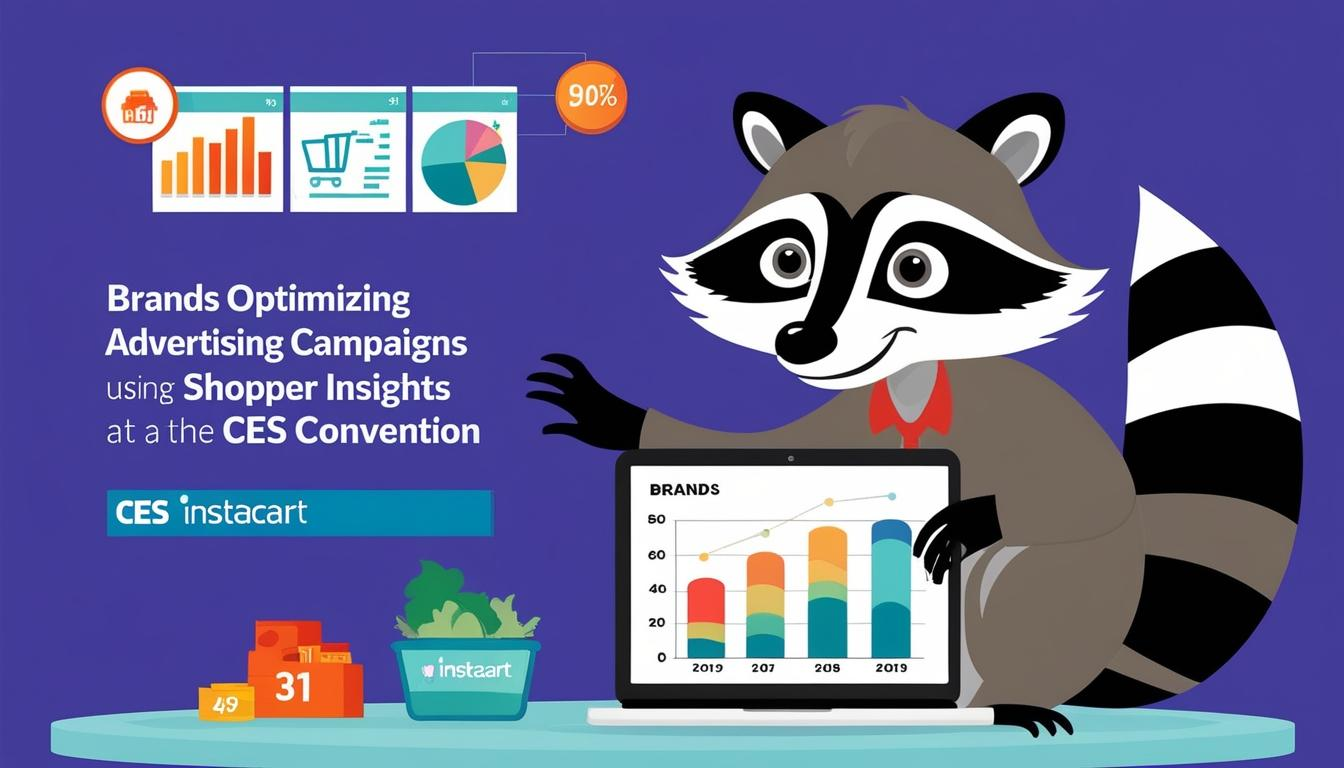 90%
Brands Optimizing
Advertising Campaigns
using Shopper Insights
at a the CES Convention
CES instacart
BRANDS
60
40
20
0
2019 207 208 2019
instaart
31
49